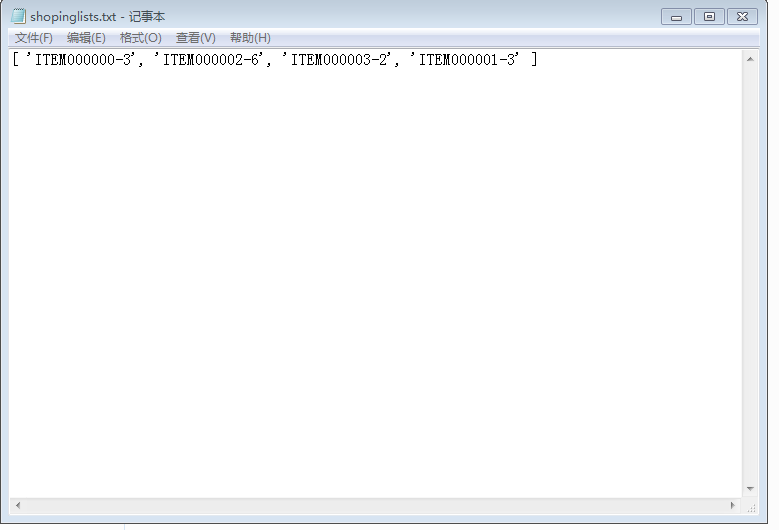 shopinglists.txt - 记事本
文件(F) 编辑(E) 格式(O) 查看(V) 帮助(H)
[ 'ITEM000000-3', 'ITEM000002-6', 'ITEM000003-2', 'ITEM000001-3' ]